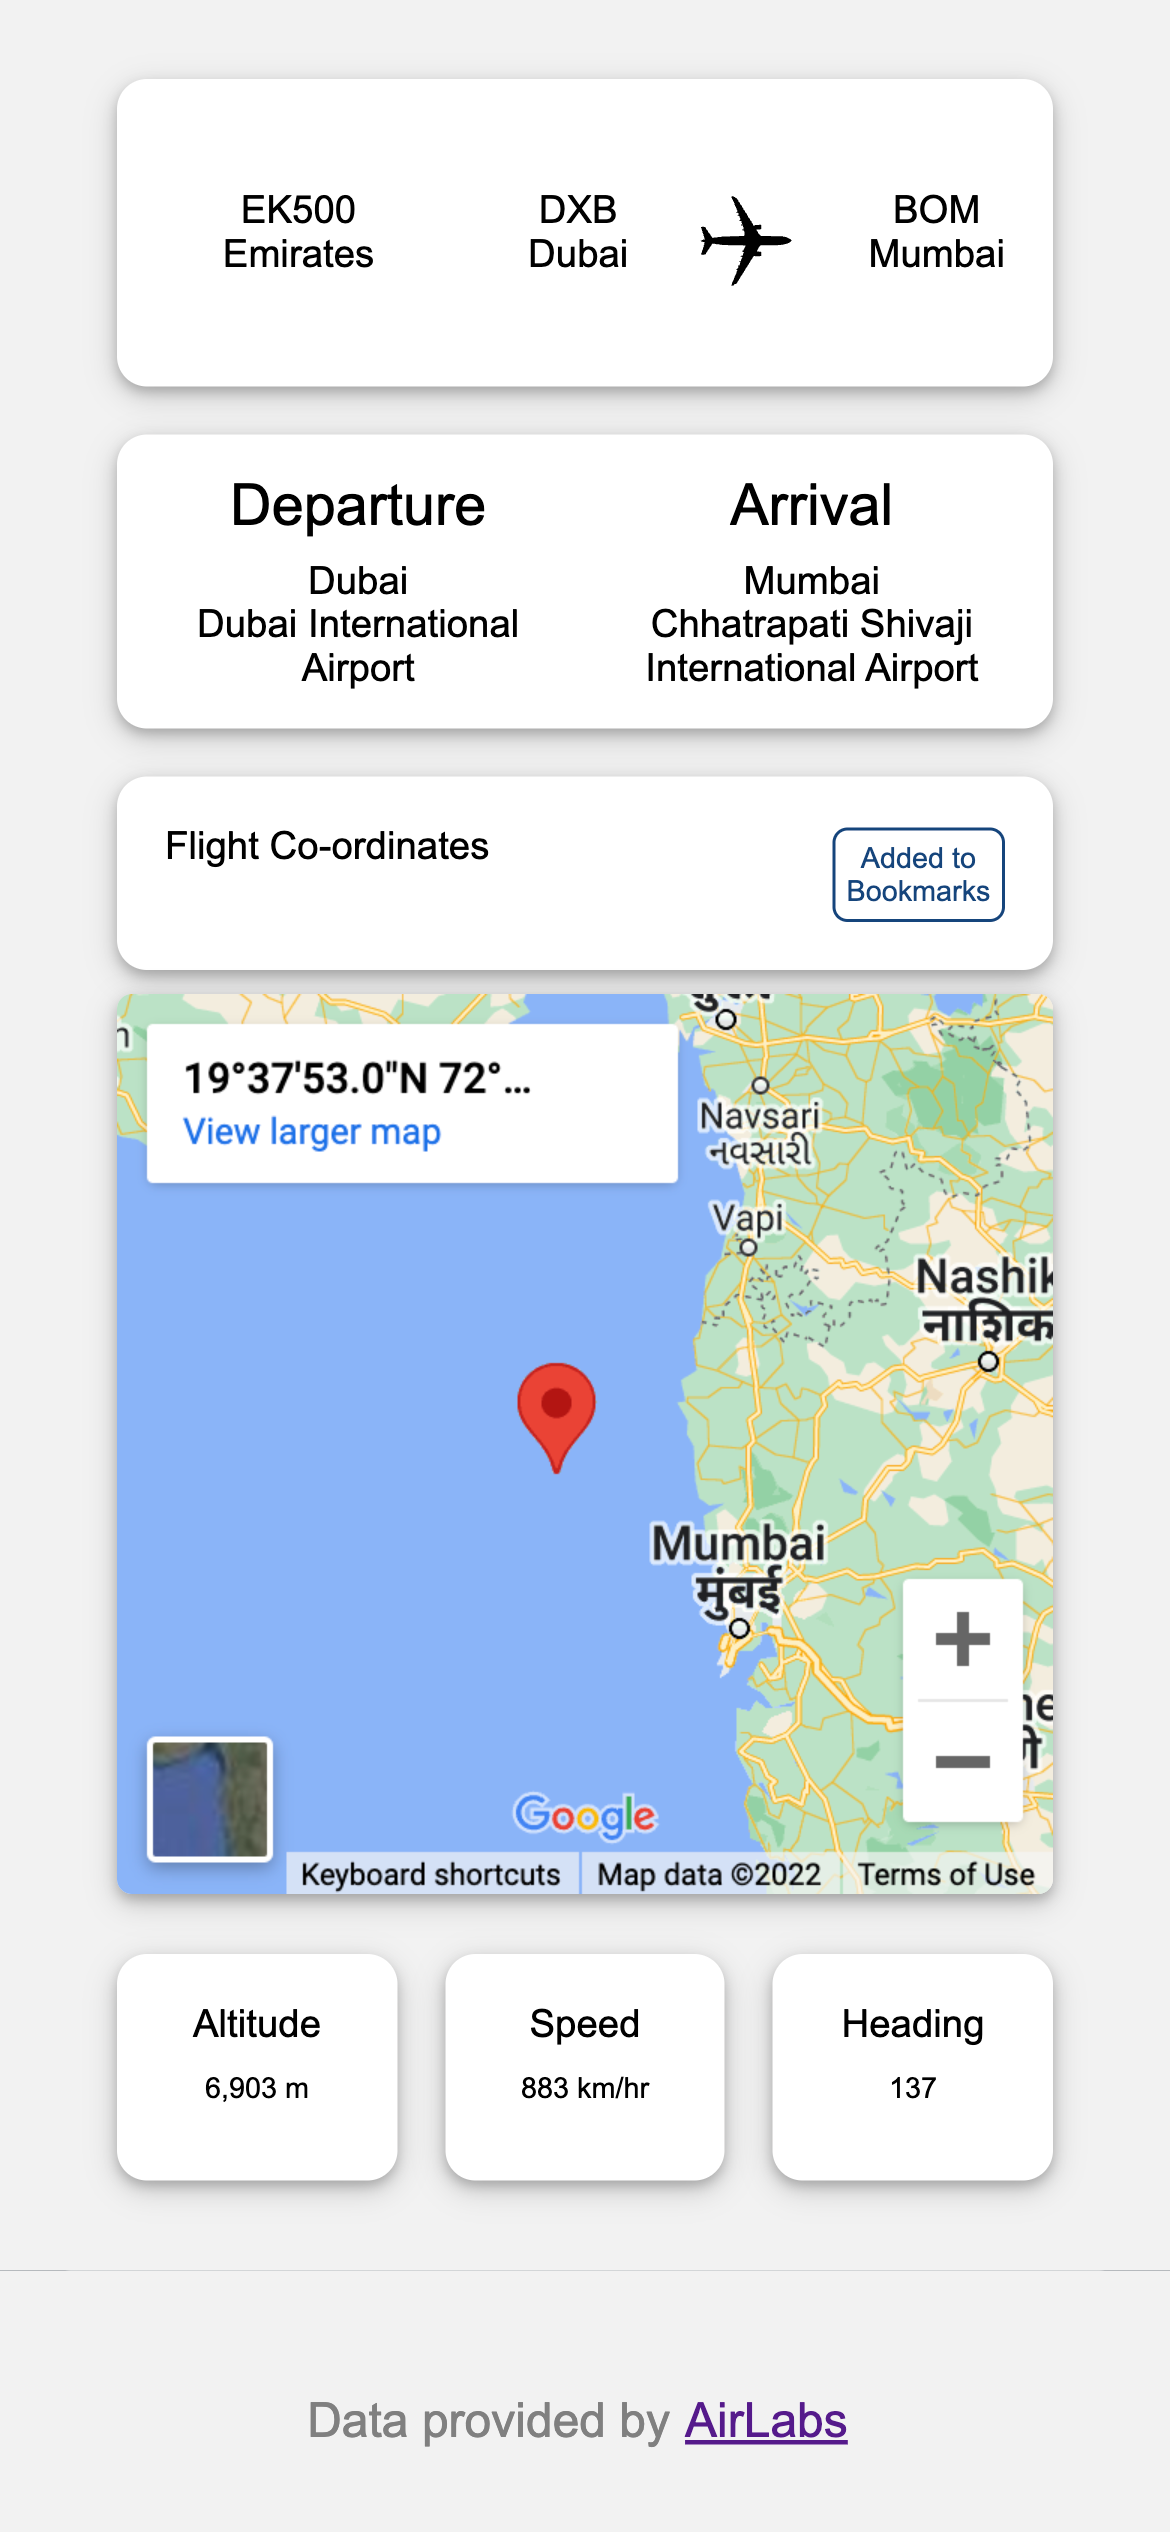 EK500
Emirates
DXB
Dubai
BOM
Mumbai
Departure
Dubai
Dubai International
Airport
Arrival
Mumbai
Chhatrapati Shivaji
International Airport
Flight Co-ordinates
Added to
Bookmarks
19°37'53.0"N 72°...
View larger map
Navsari
નવસારી
Vapi
Nashik
नाशिक
Mumbai
मुंबई
Google
Keyboard shortcuts
Map data ©2022
Terms of Use
Altitude
6,903 m
Speed
883 km/hr
Heading
137
Data provided by AirLabs